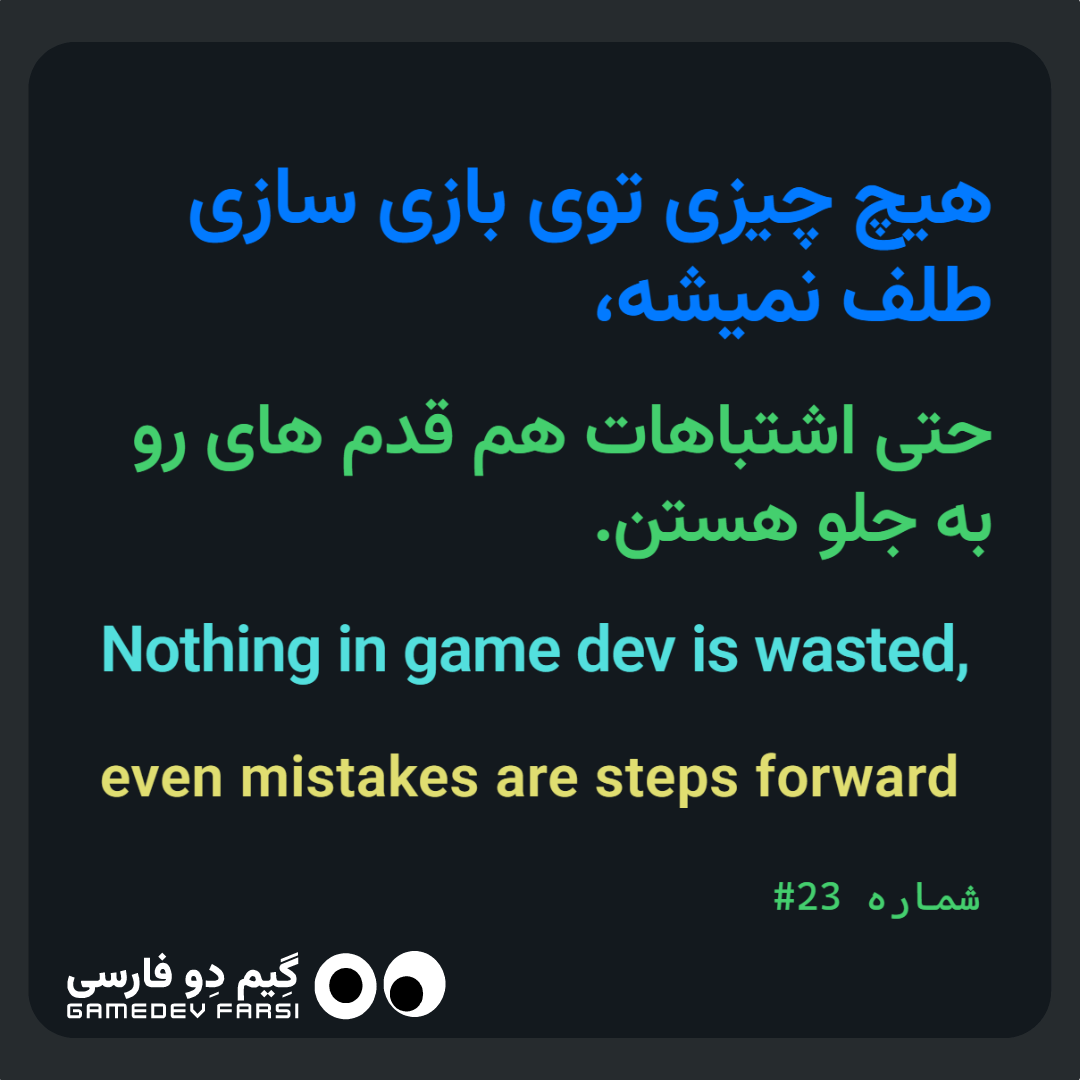 هیچ چیزی توی بازی سازی
طلف نمیشه،
حتی اشتباهات هم قدم های رو
به جلو هستن.
Nothing in game dev is wasted,
even mistakes are steps forward
شماره 23#
گِیم دِو فارسی
GAMEDEV FARSI